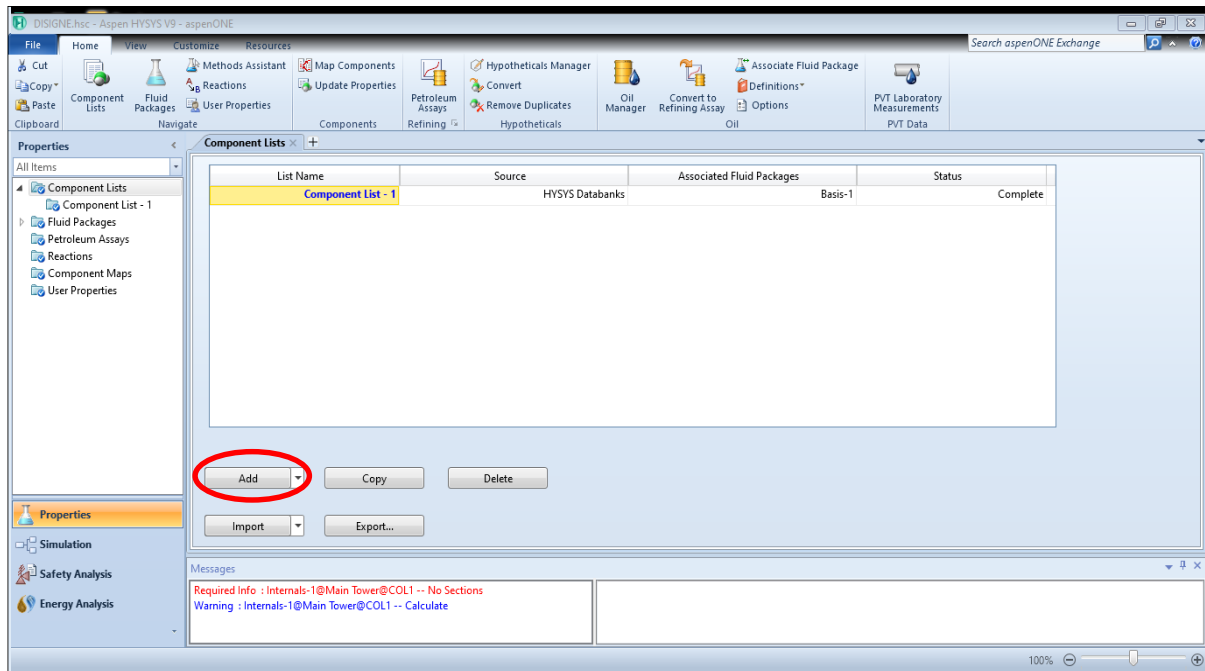 DISIGNE.hsc - Aspen HYSYS V9 - aspenONE
File Home View Customize Resources Search aspenONE Exchange
Cut
Copy
Paste
Clipboard
Component Lists
Fluid Packages
Methods Assistant
Reactions
User Properties
Navigate
Map Components
Update Properties
Components
Petroleum Assays
Refining
Hypotheticals Manager
Convert
Remove Duplicates
Hypotheticals
Oil Manager
Convert to Refining Assay
Associate Fluid Package
Definitions
Options
Oil
PVT Laboratory Measurements
PVT Data
Properties
All Items
Component Lists
Component List - 1
Fluid Packages
Petroleum Assays
Reactions
Component Maps
User Properties
Properties
Simulation
Safety Analysis
Energy Analysis
Component Lists
List Name Source Associated Fluid Packages Status
Component List - 1 HYSYS Databanks Basis-1 Complete
Add Copy Delete
Import Export...
Messages
Required Info : Internals-1@Main Tower@COL1 -- No Sections
Warning : Internals-1@Main Tower@COL1 -- Calculate
100%